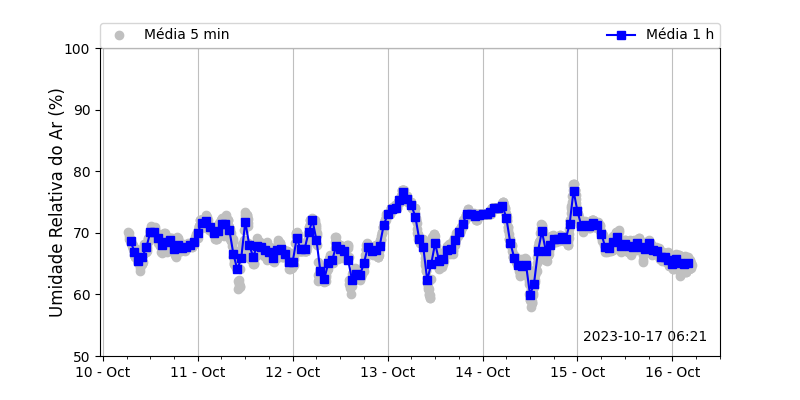 Média 5 min
Média 1 h
Umidade Relativa do Ar (%)
100
90
80
70
60
50
2023-10-17 06:21
10 - Oct
11 - Oct
12 - Oct
13 - Oct
14 - Oct
15 - Oct
16 - Oct